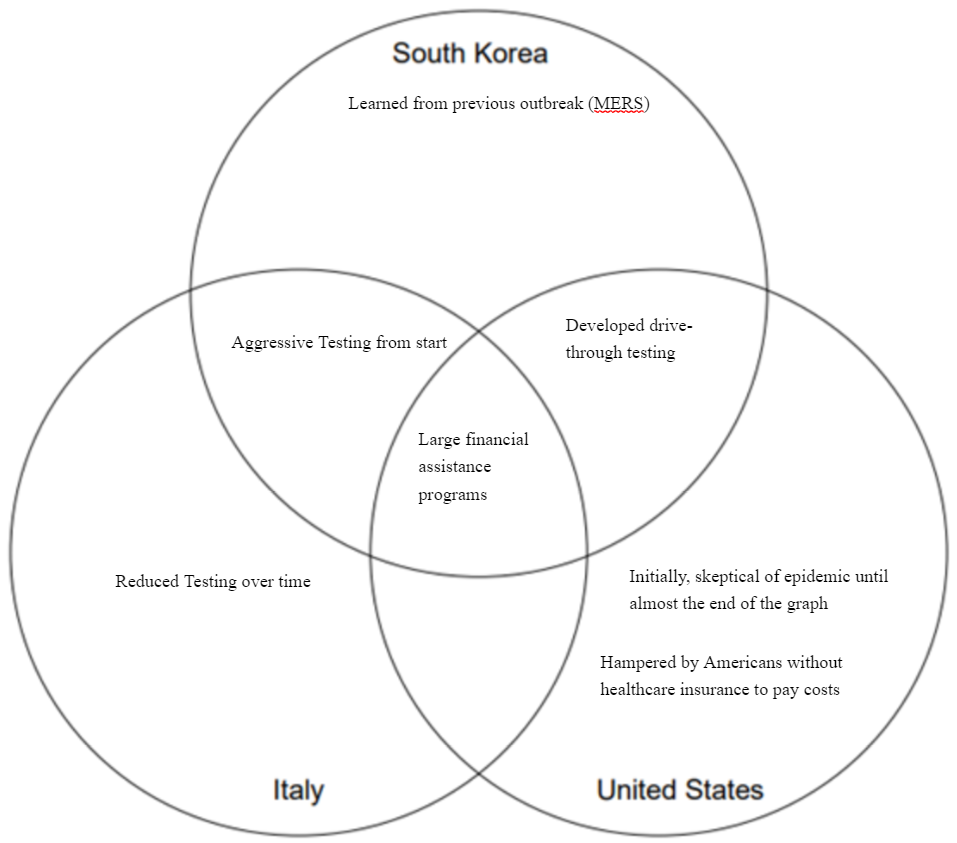 South Korea
Learned from previous outbreak (MERS)
Aggressive Testing from start
Developed drive-
through testing
Large financial
assistance
programs
Reduced Testing over time
Initially, skeptical of epidemic until
almost the end of the graph
Hampered by Americans without
healthcare insurance to pay costs
Italy
United States